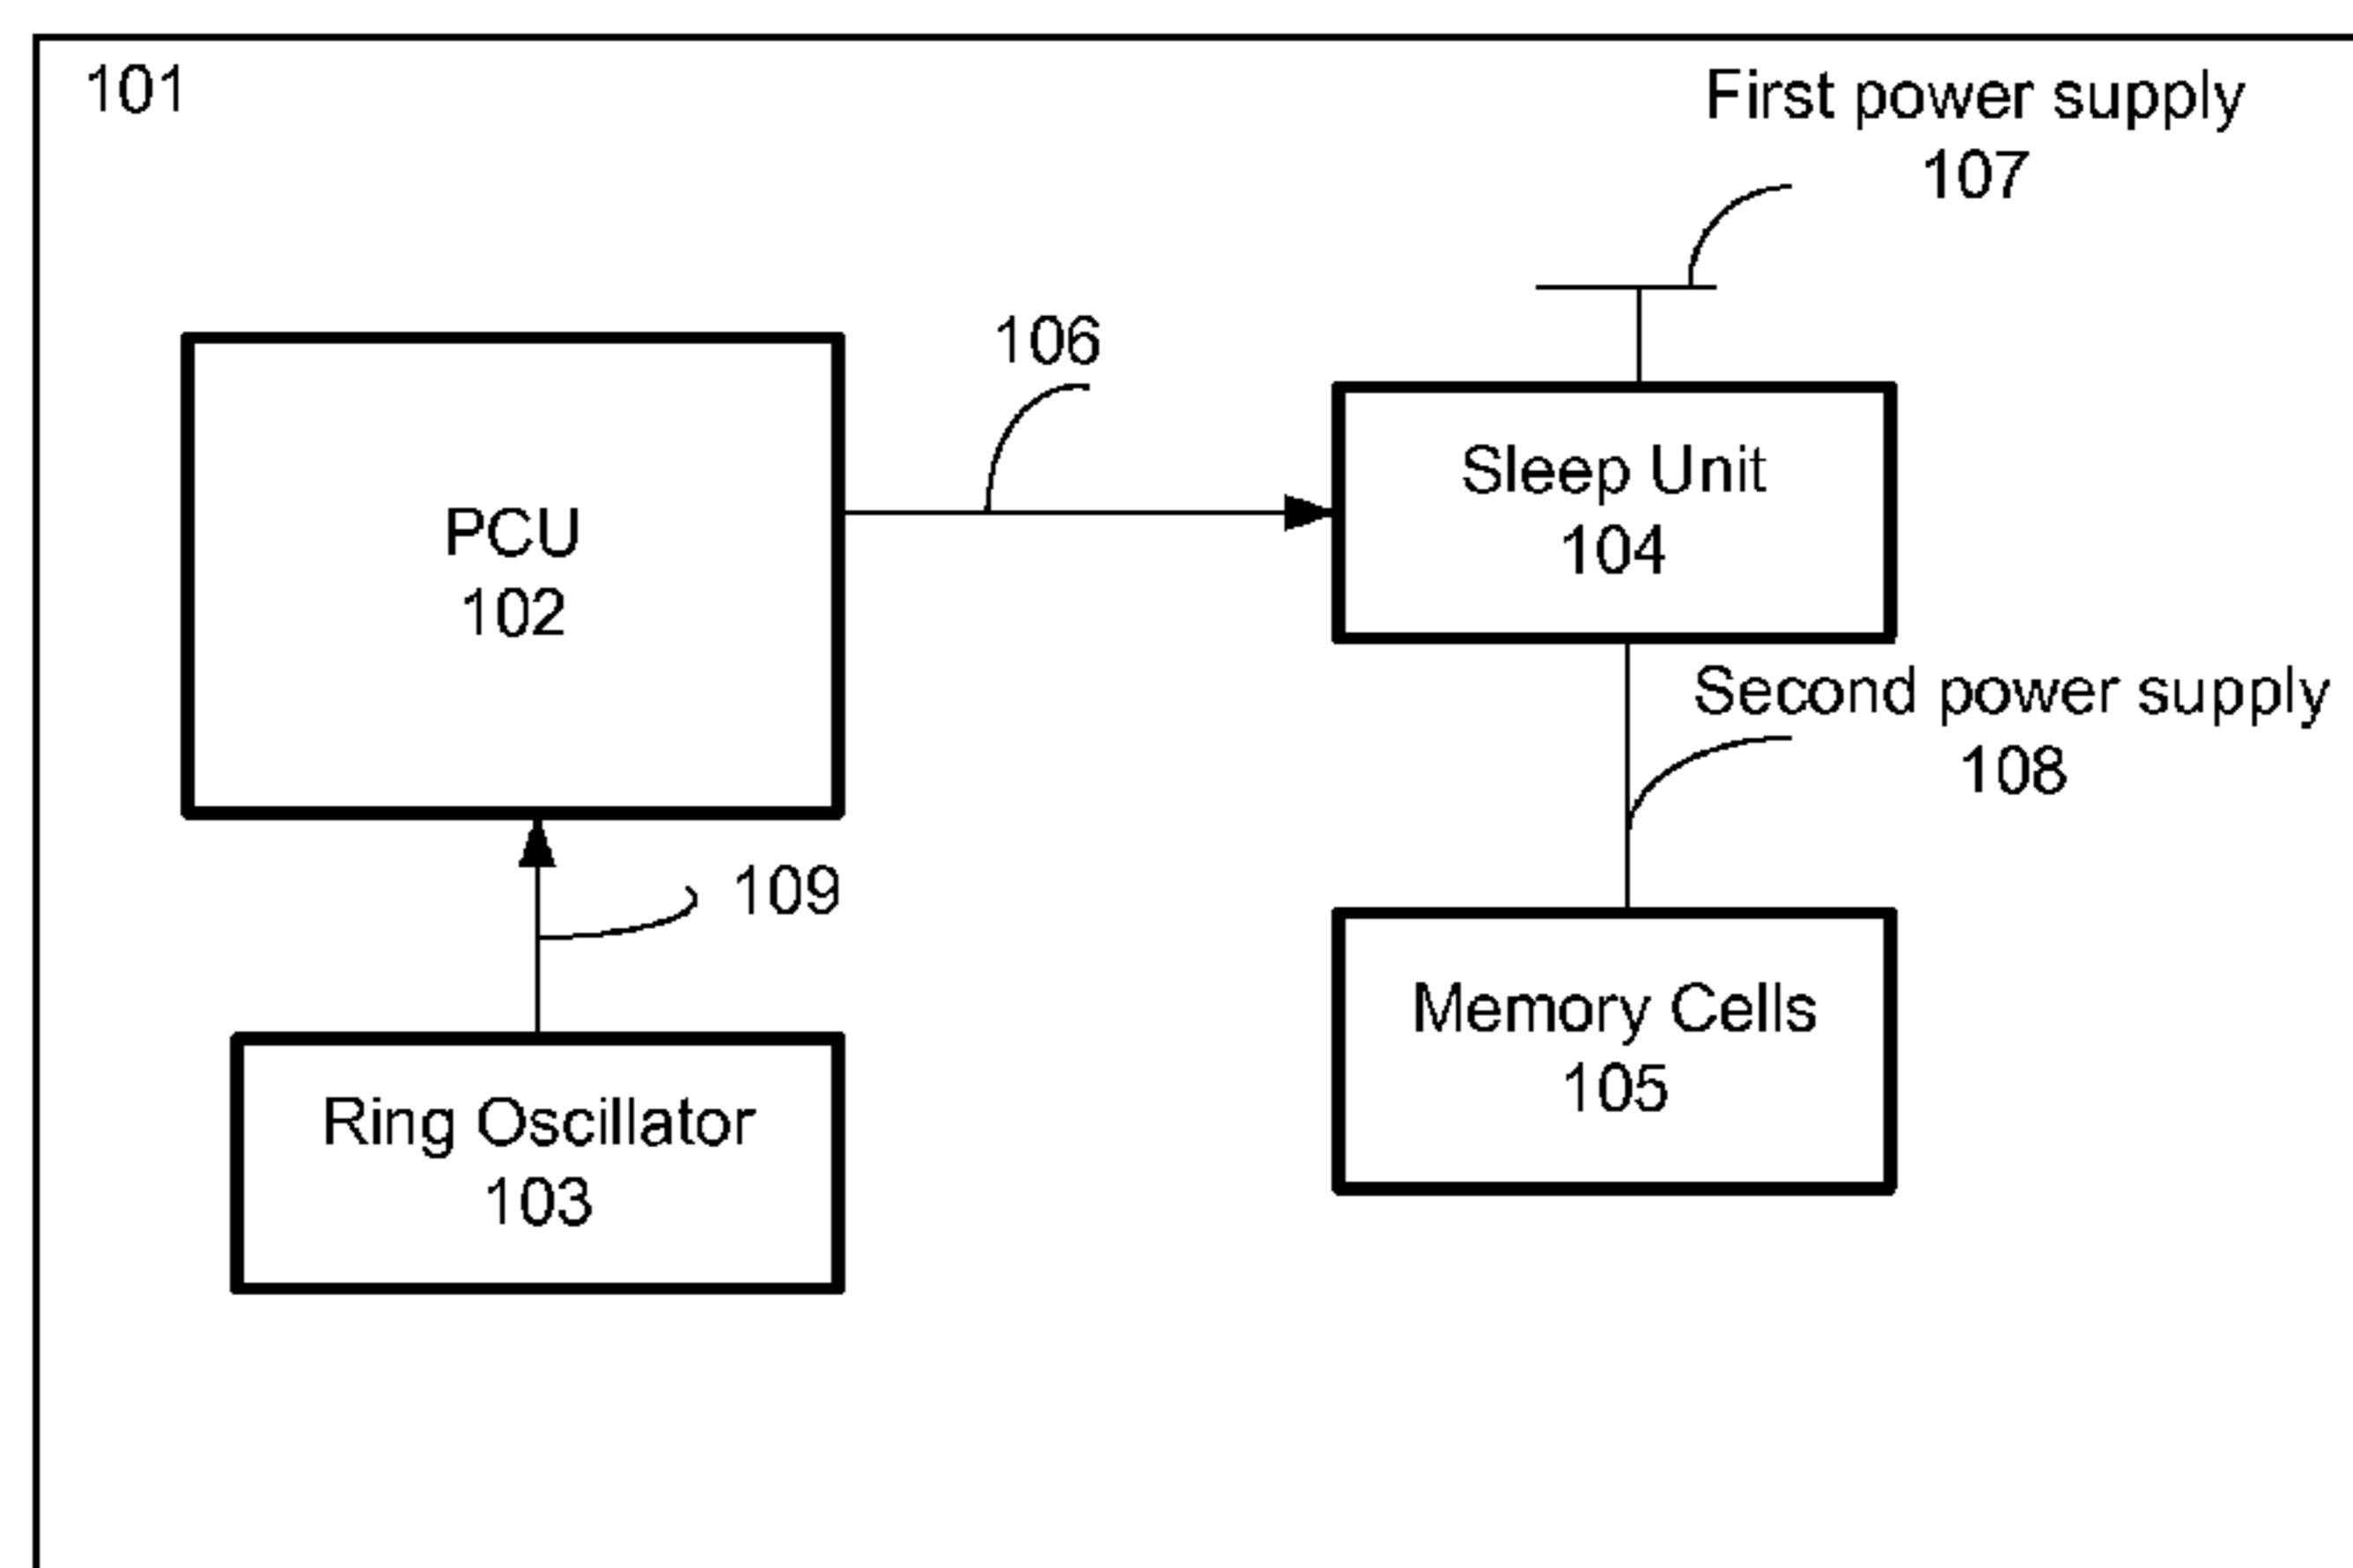 101
First power supply
107
106
PCU
102
Sleep Unit
104
Second power supply
108
109
Memory Cells
105
Ring Oscillator
103